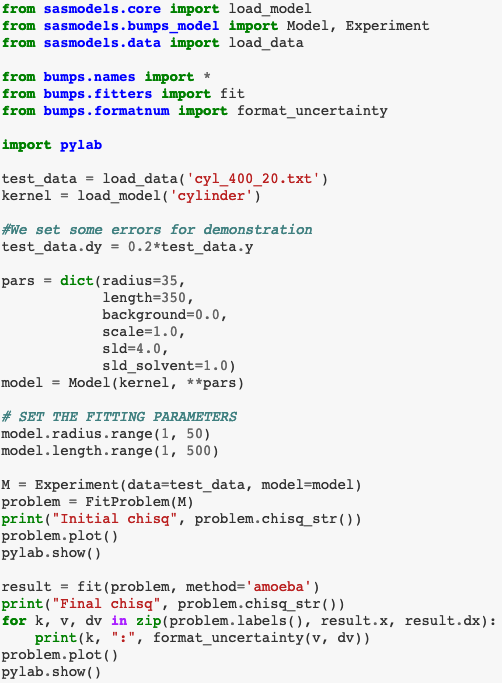 from sasmodels.core import load_model
from sasmodels.bumps_model import Model, Experiment
from sasmodels.data import load_data

from bumps.names import *
from bumps.fitters import fit
from bumps.formatnum import format_uncertainty

import pylab

test_data = load_data('cyl_400_20.txt')
kernel = load_model('cylinder')

#We set some errors for demonstration
test_data.dy = 0.2*test_data.y

pars = dict(radius=35,
            length=350,
            background=0.0,
            scale=1.0,
            sld=4.0,
            sld_solvent=1.0)
model = Model(kernel, **pars)

# SET THE FITTING PARAMETERS
model.radius.range(1, 50)
model.length.range(1, 500)

M = Experiment(data=test_data, model=model)
problem = FitProblem(M)
print("Initial chisq", problem.chisq_str())
problem.plot()
pylab.show()

result = fit(problem, method='amoeba')
print("Final chisq", problem.chisq_str())
for k, v, dv in zip(problem.labels(), result.x, result.dx):
    print(k, ":", format_uncertainty(v, dv))
problem.plot()
pylab.show()